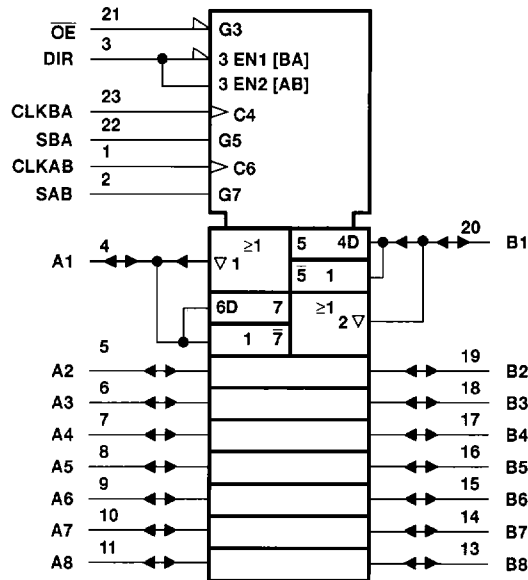 21
OE G3
3
DIR 3 EN1 [BA]
3 EN2 [AB]
23
CLKBA C4
22
SBA G5
1
CLKAB C6
2
SAB G7
4 ≥1 5 4D 20
A1 ▽ 1 B1
5̅ 1
6D 7 ≥1
1 7̅ 2 ▽
5 19
A2 B2
6 18
A3 B3
7 17
A4 B4
8 16
A5 B5
9 15
A6 B6
10 14
A7 B7
11 13
A8 B8